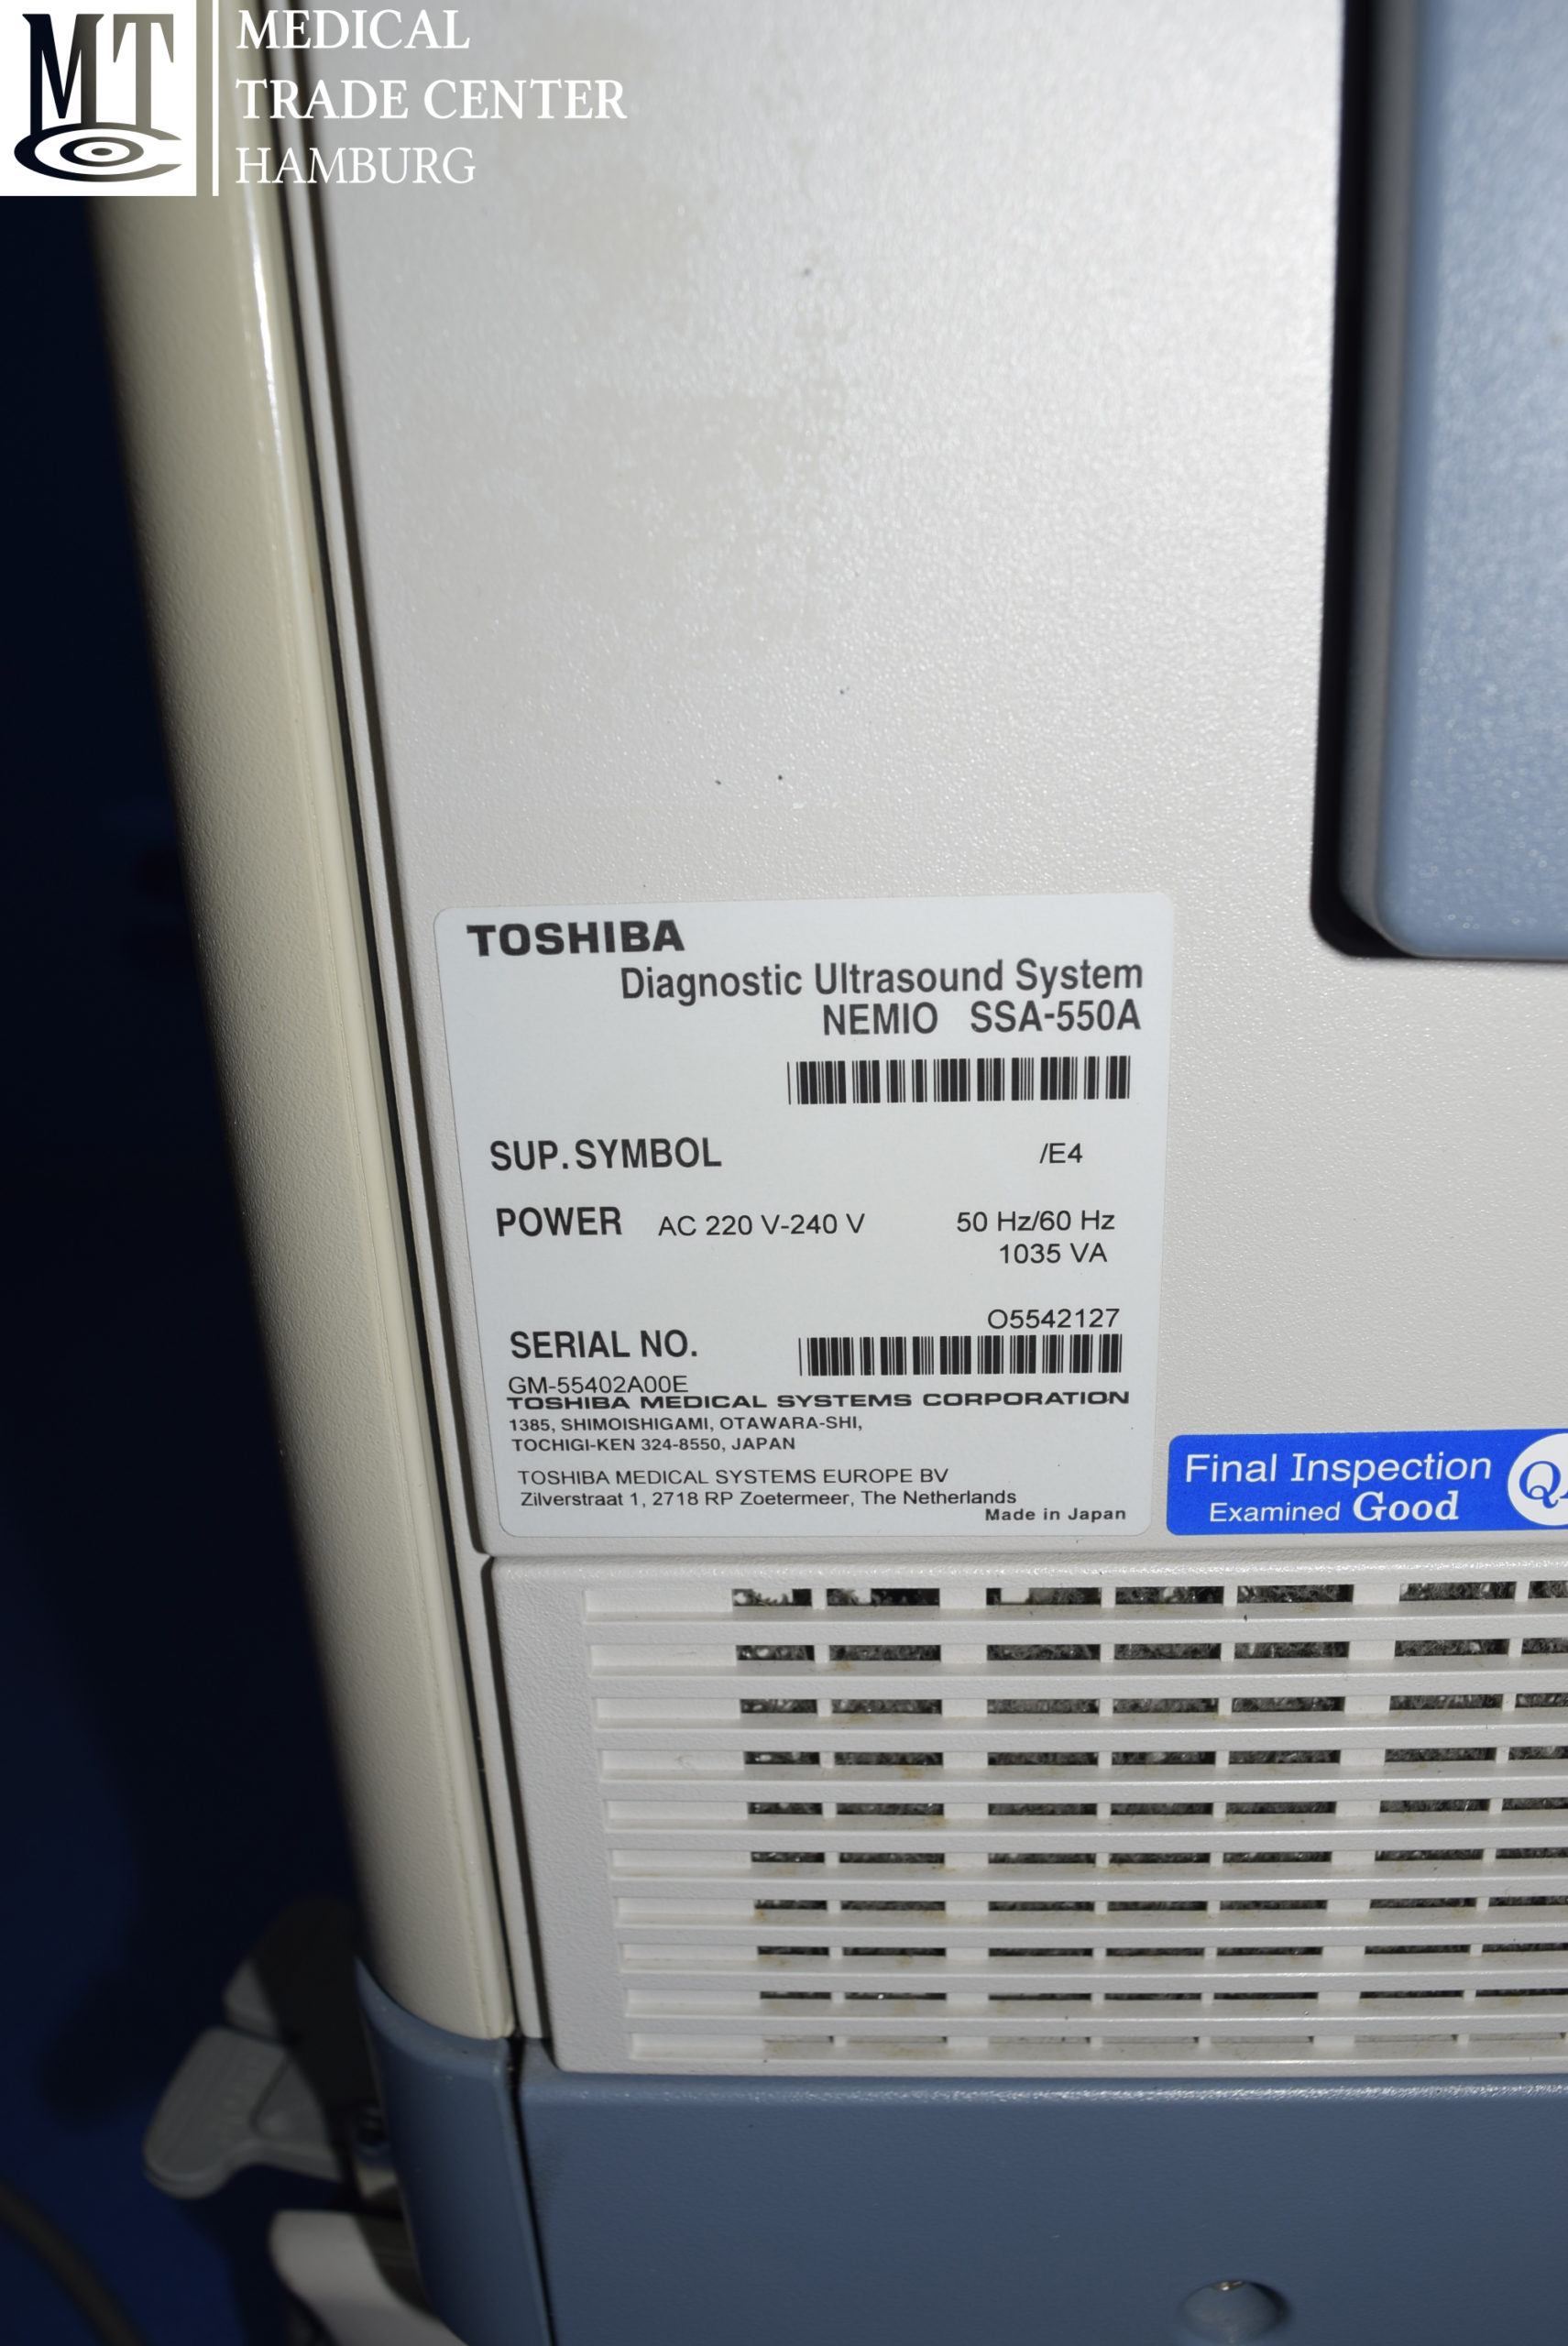 MTC
MEDICAL
TRADE CENTER
HAMBURG
TOSHIBA
Diagnostic Ultrasound System
NEMIO SSA-550A
SUP. SYMBOL /E4
POWER AC 220 V-240 V 50 Hz/60 Hz
1035 VA
O5542127
SERIAL NO.
GM-55402A00E
TOSHIBA MEDICAL SYSTEMS CORPORATION
1385, SHIMOISHIGAMI, OTAWARA-SHI,
TOCHIGI-KEN 324-8550, JAPAN
TOSHIBA MEDICAL SYSTEMS EUROPE BV
Zilverstraat 1, 2718 RP Zoetermeer, The Netherlands
Made in Japan
Final Inspection
Examined Good